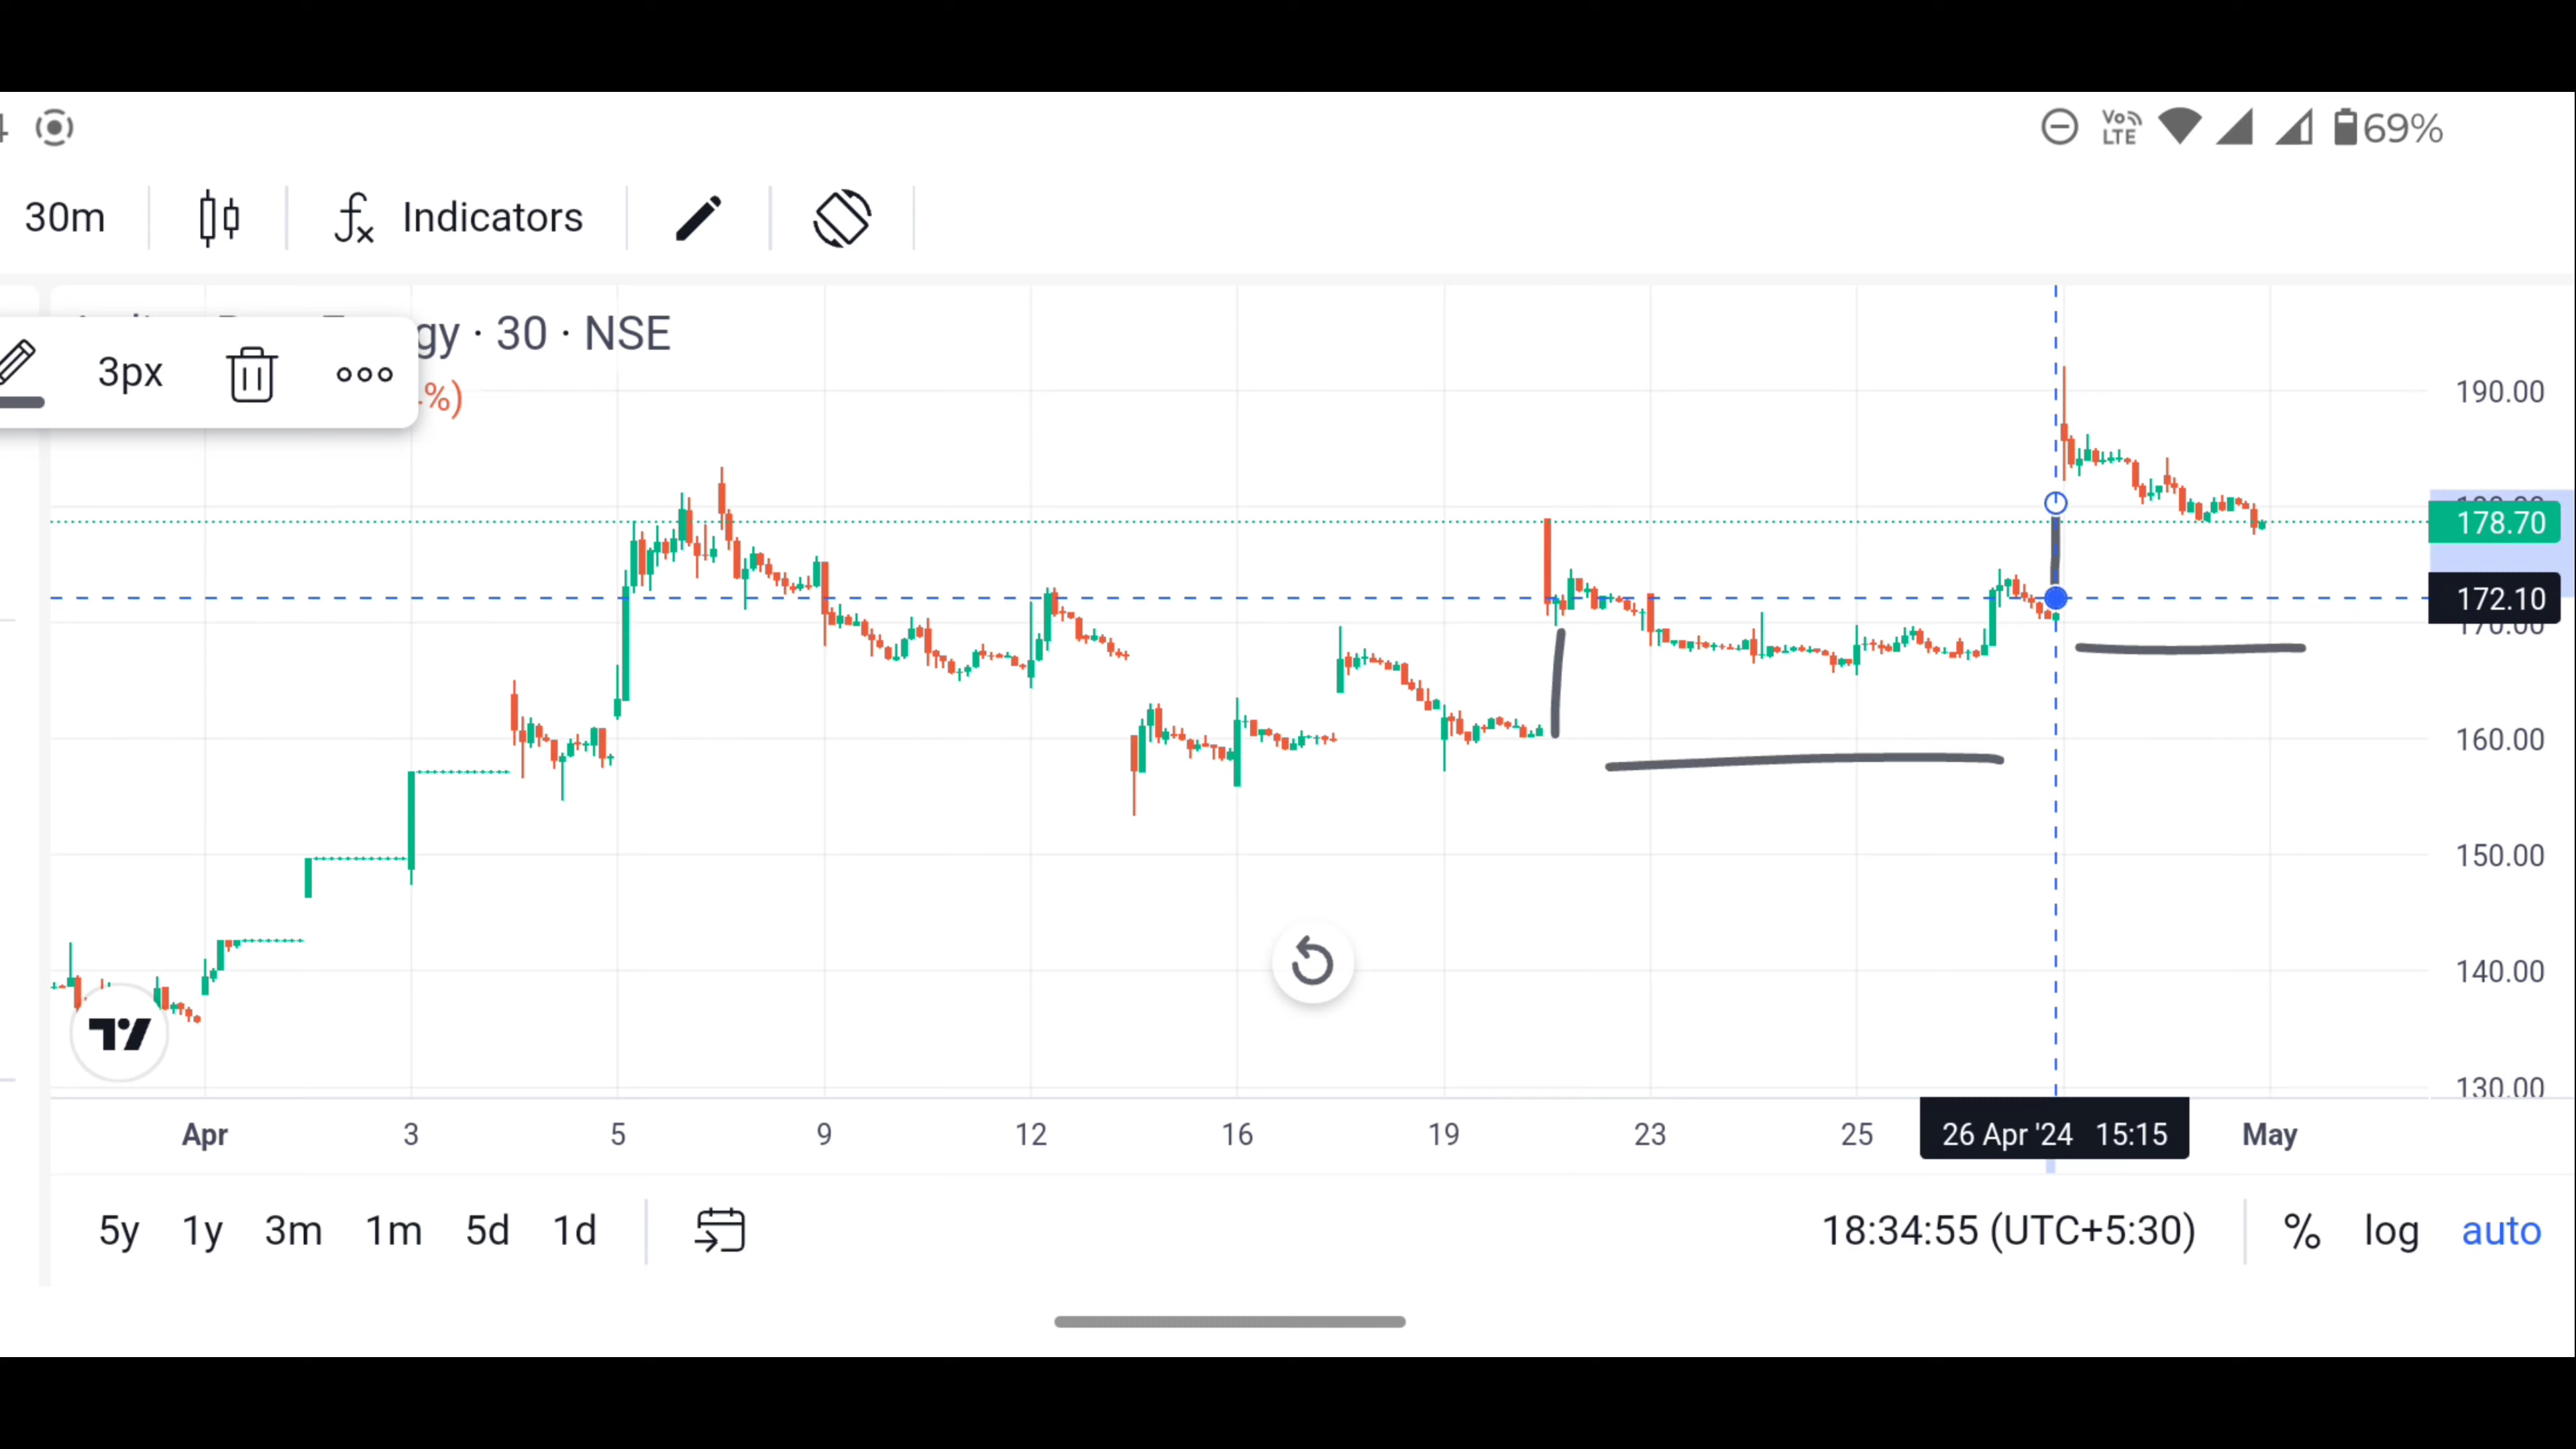 69%
30m Indicators
gy · 30 · NSE
3px
%)
190.00
178.70
172.10
160.00
150.00
140.00
130.00
Apr 3 5 9 12 16 19 23 25 26 Apr '24 15:15 May
5y 1y 3m 1m 5d 1d 18:34:55 (UTC+5:30) % log auto